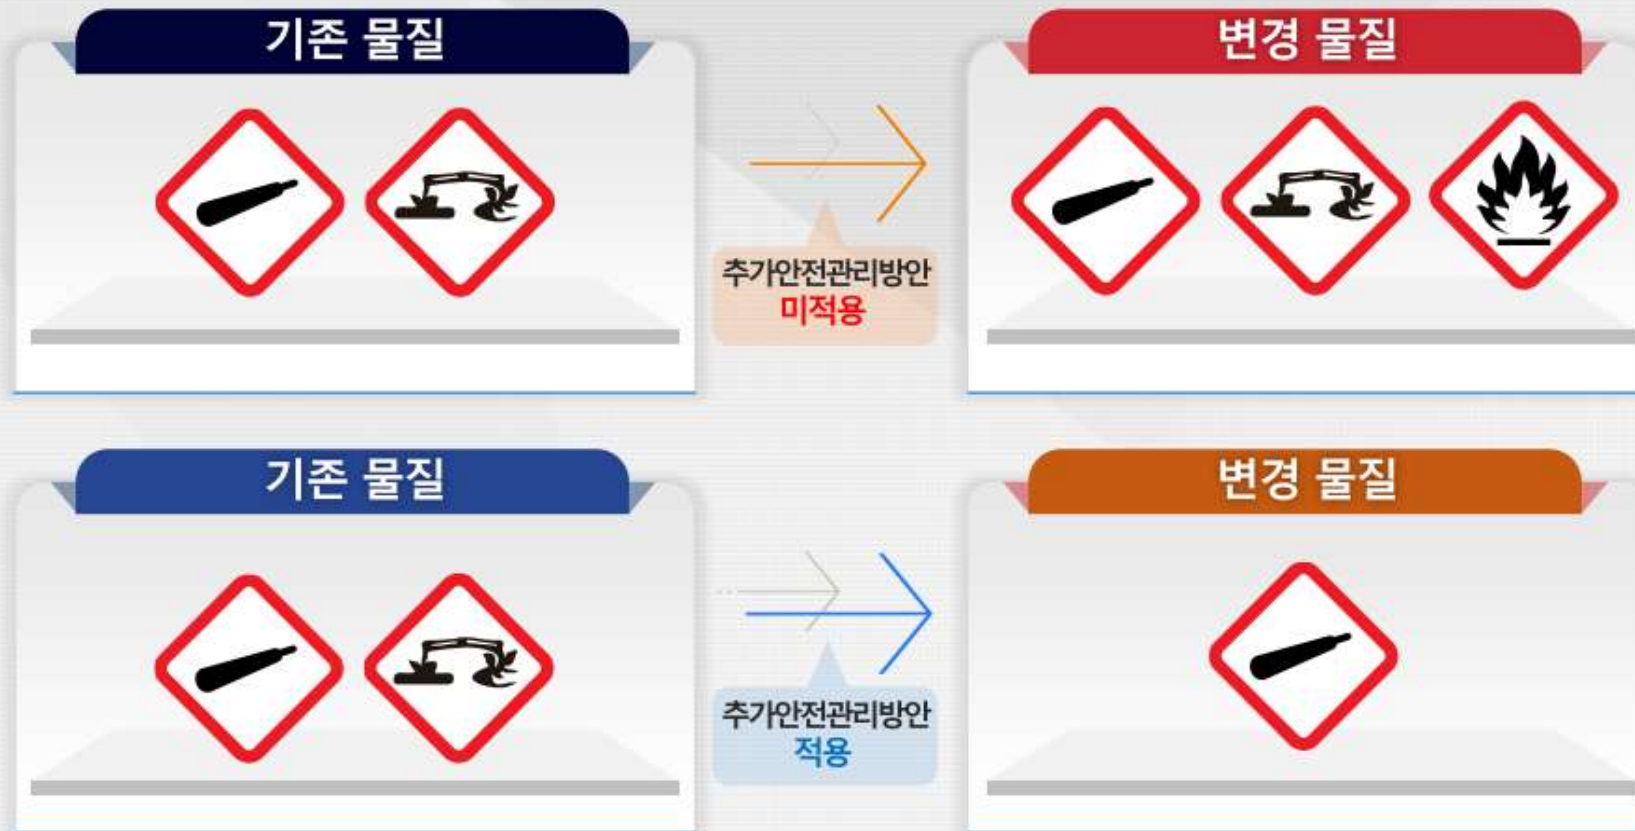 기존 물질
변경 물질
추가안전관리방안
미적용
기존 물질
변경 물질
추가안전관리방안
적용